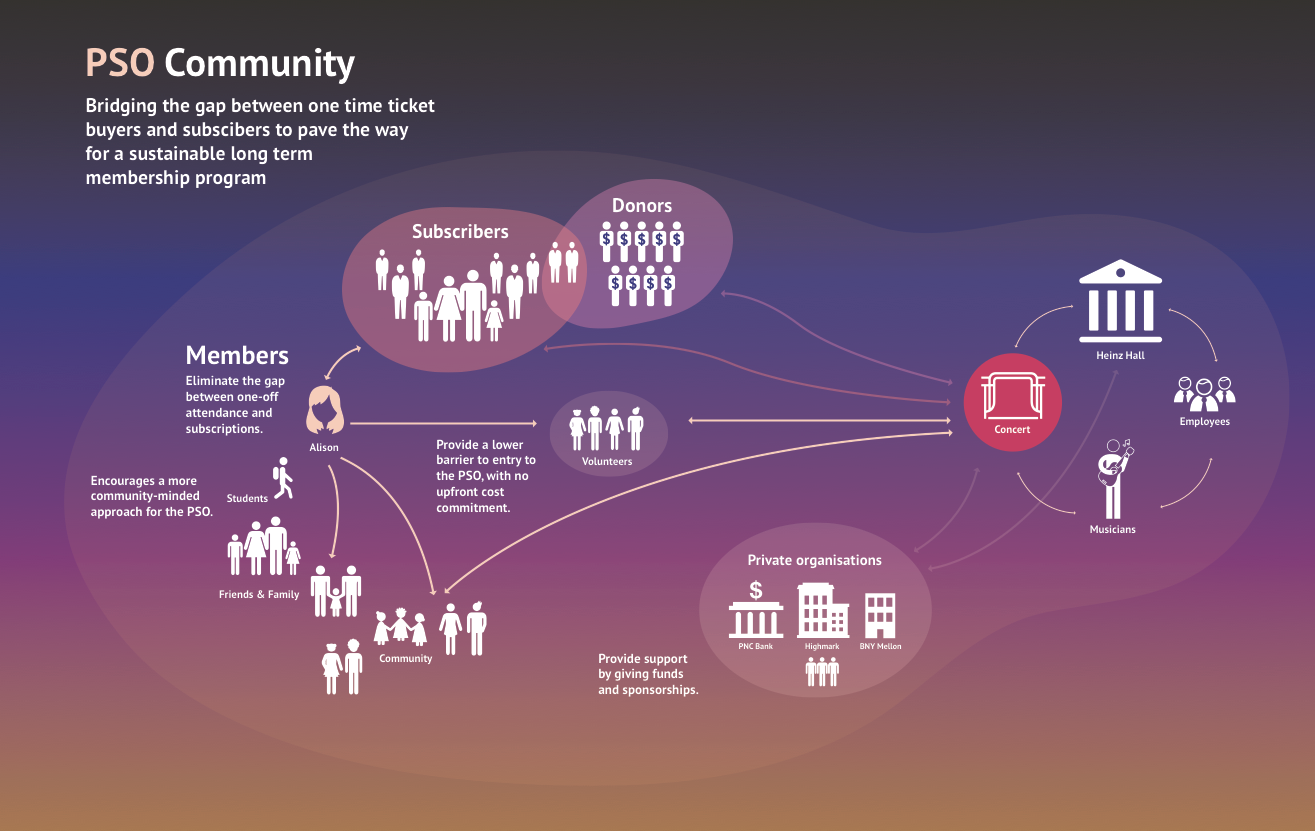 PSO Community
Bridging the gap between one time ticket
buyers and subscibers to pave the way
for a sustainable long term
membership program
Donors
$ $ $ $ $
$ $ $ $
Subscribers
Members
Eliminate the gap
between one-off
attendance and
subscriptions.
Alison
Provide a lower
barrier to entry to
the PSO, with no
upfront cost
commitment.
Volunteers
Encourages a more
community-minded
approach for the PSO.
Students
Friends & Family
Community
Concert
Heinz Hall
Employees
Musicians
Private organisations
$
PNC Bank
Highmark
BNY Mellon
Provide support
by giving funds
and sponsorships.